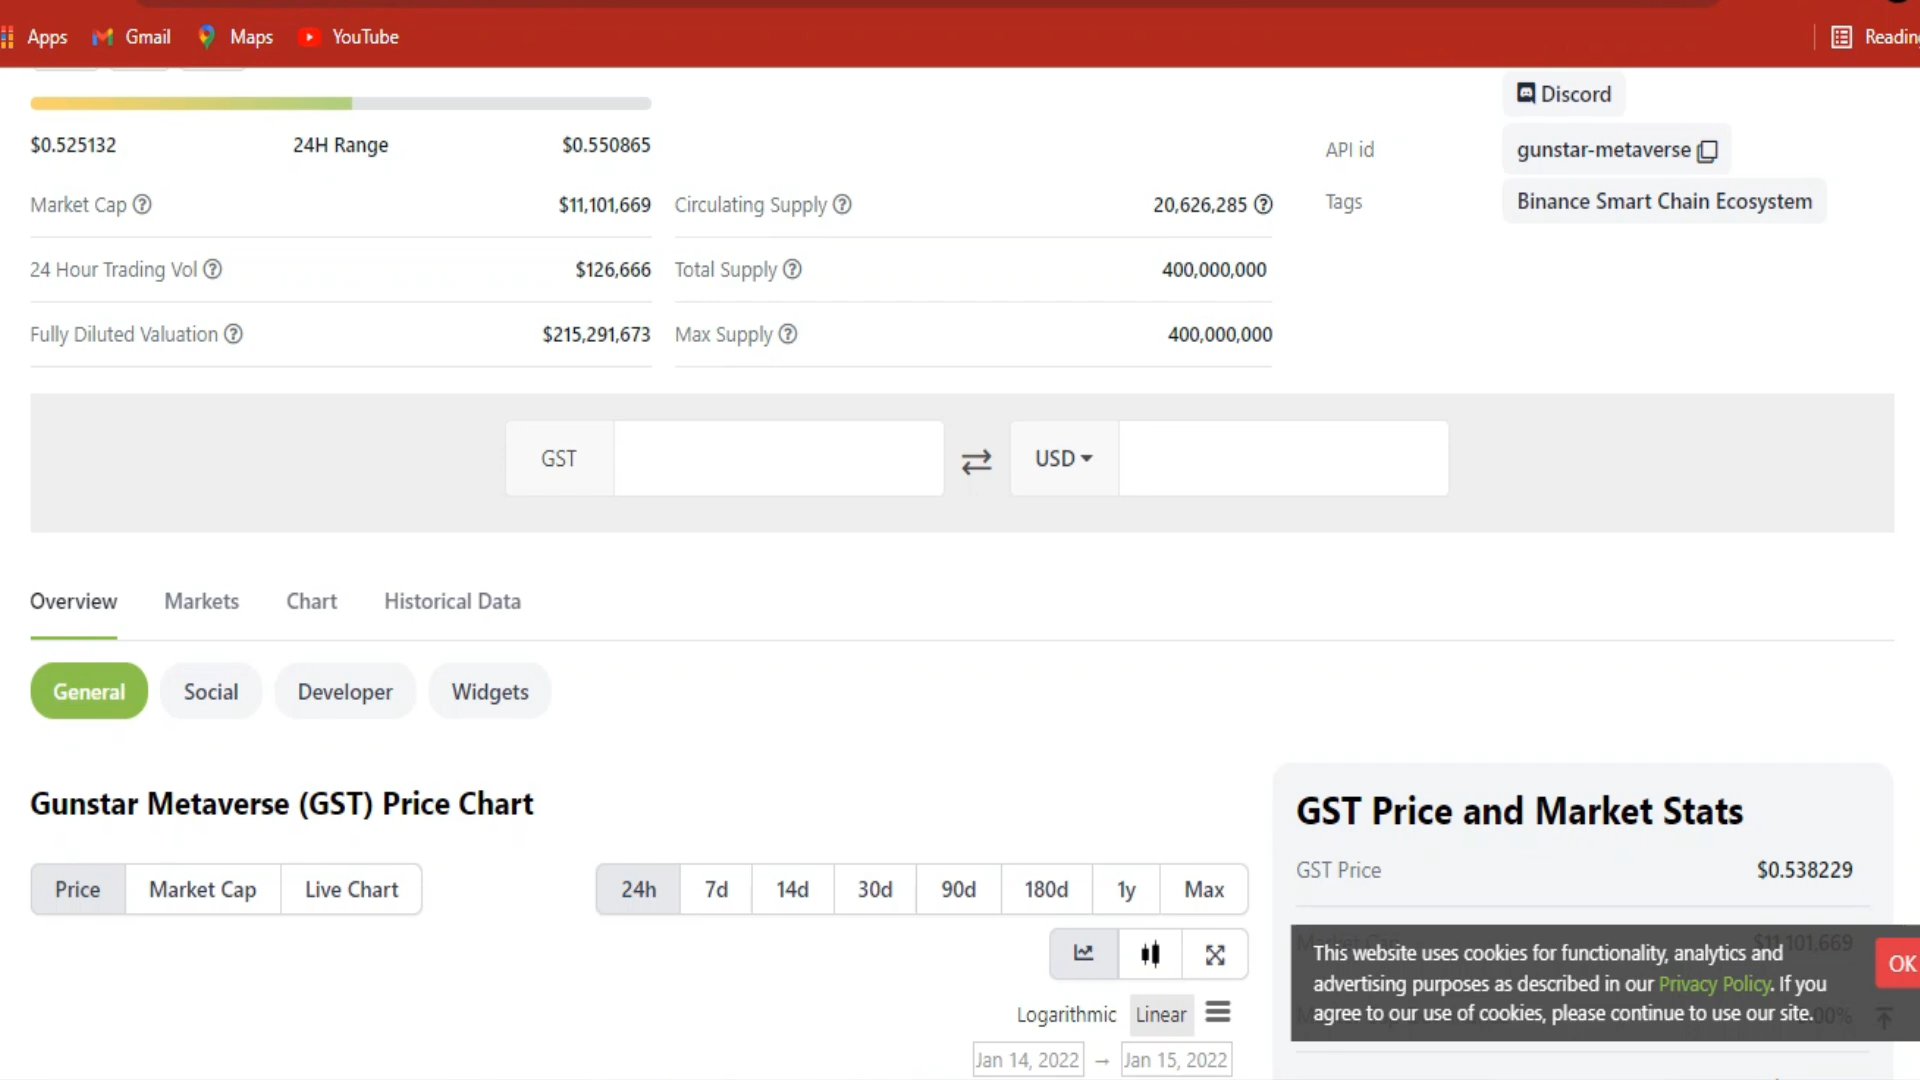 Apps Gmail Maps YouTube
Discord
$0.525132 24H Range $0.550865
API id gunstar-metaverse
Market Cap $11,101,669 Circulating Supply 20,626,285
Tags Binance Smart Chain Ecosystem
24 Hour Trading Vol $126,666 Total Supply 400,000,000
Fully Diluted Valuation $215,291,673 Max Supply 400,000,000
GST USD
Overview Markets Chart Historical Data
General Social Developer Widgets
Gunstar Metaverse (GST) Price Chart
GST Price and Market Stats
GST Price $0.538229
Price Market Cap Live Chart 24h 7d 14d 30d 90d 180d 1y Max
$11,101,669
This website uses cookies for functionality, analytics and
advertising purposes as described in our Privacy Policy. If you
agree to our use of cookies, please continue to use our site.
OK
Logarithmic Linear
Jan 14, 2022 → Jan 15, 2022